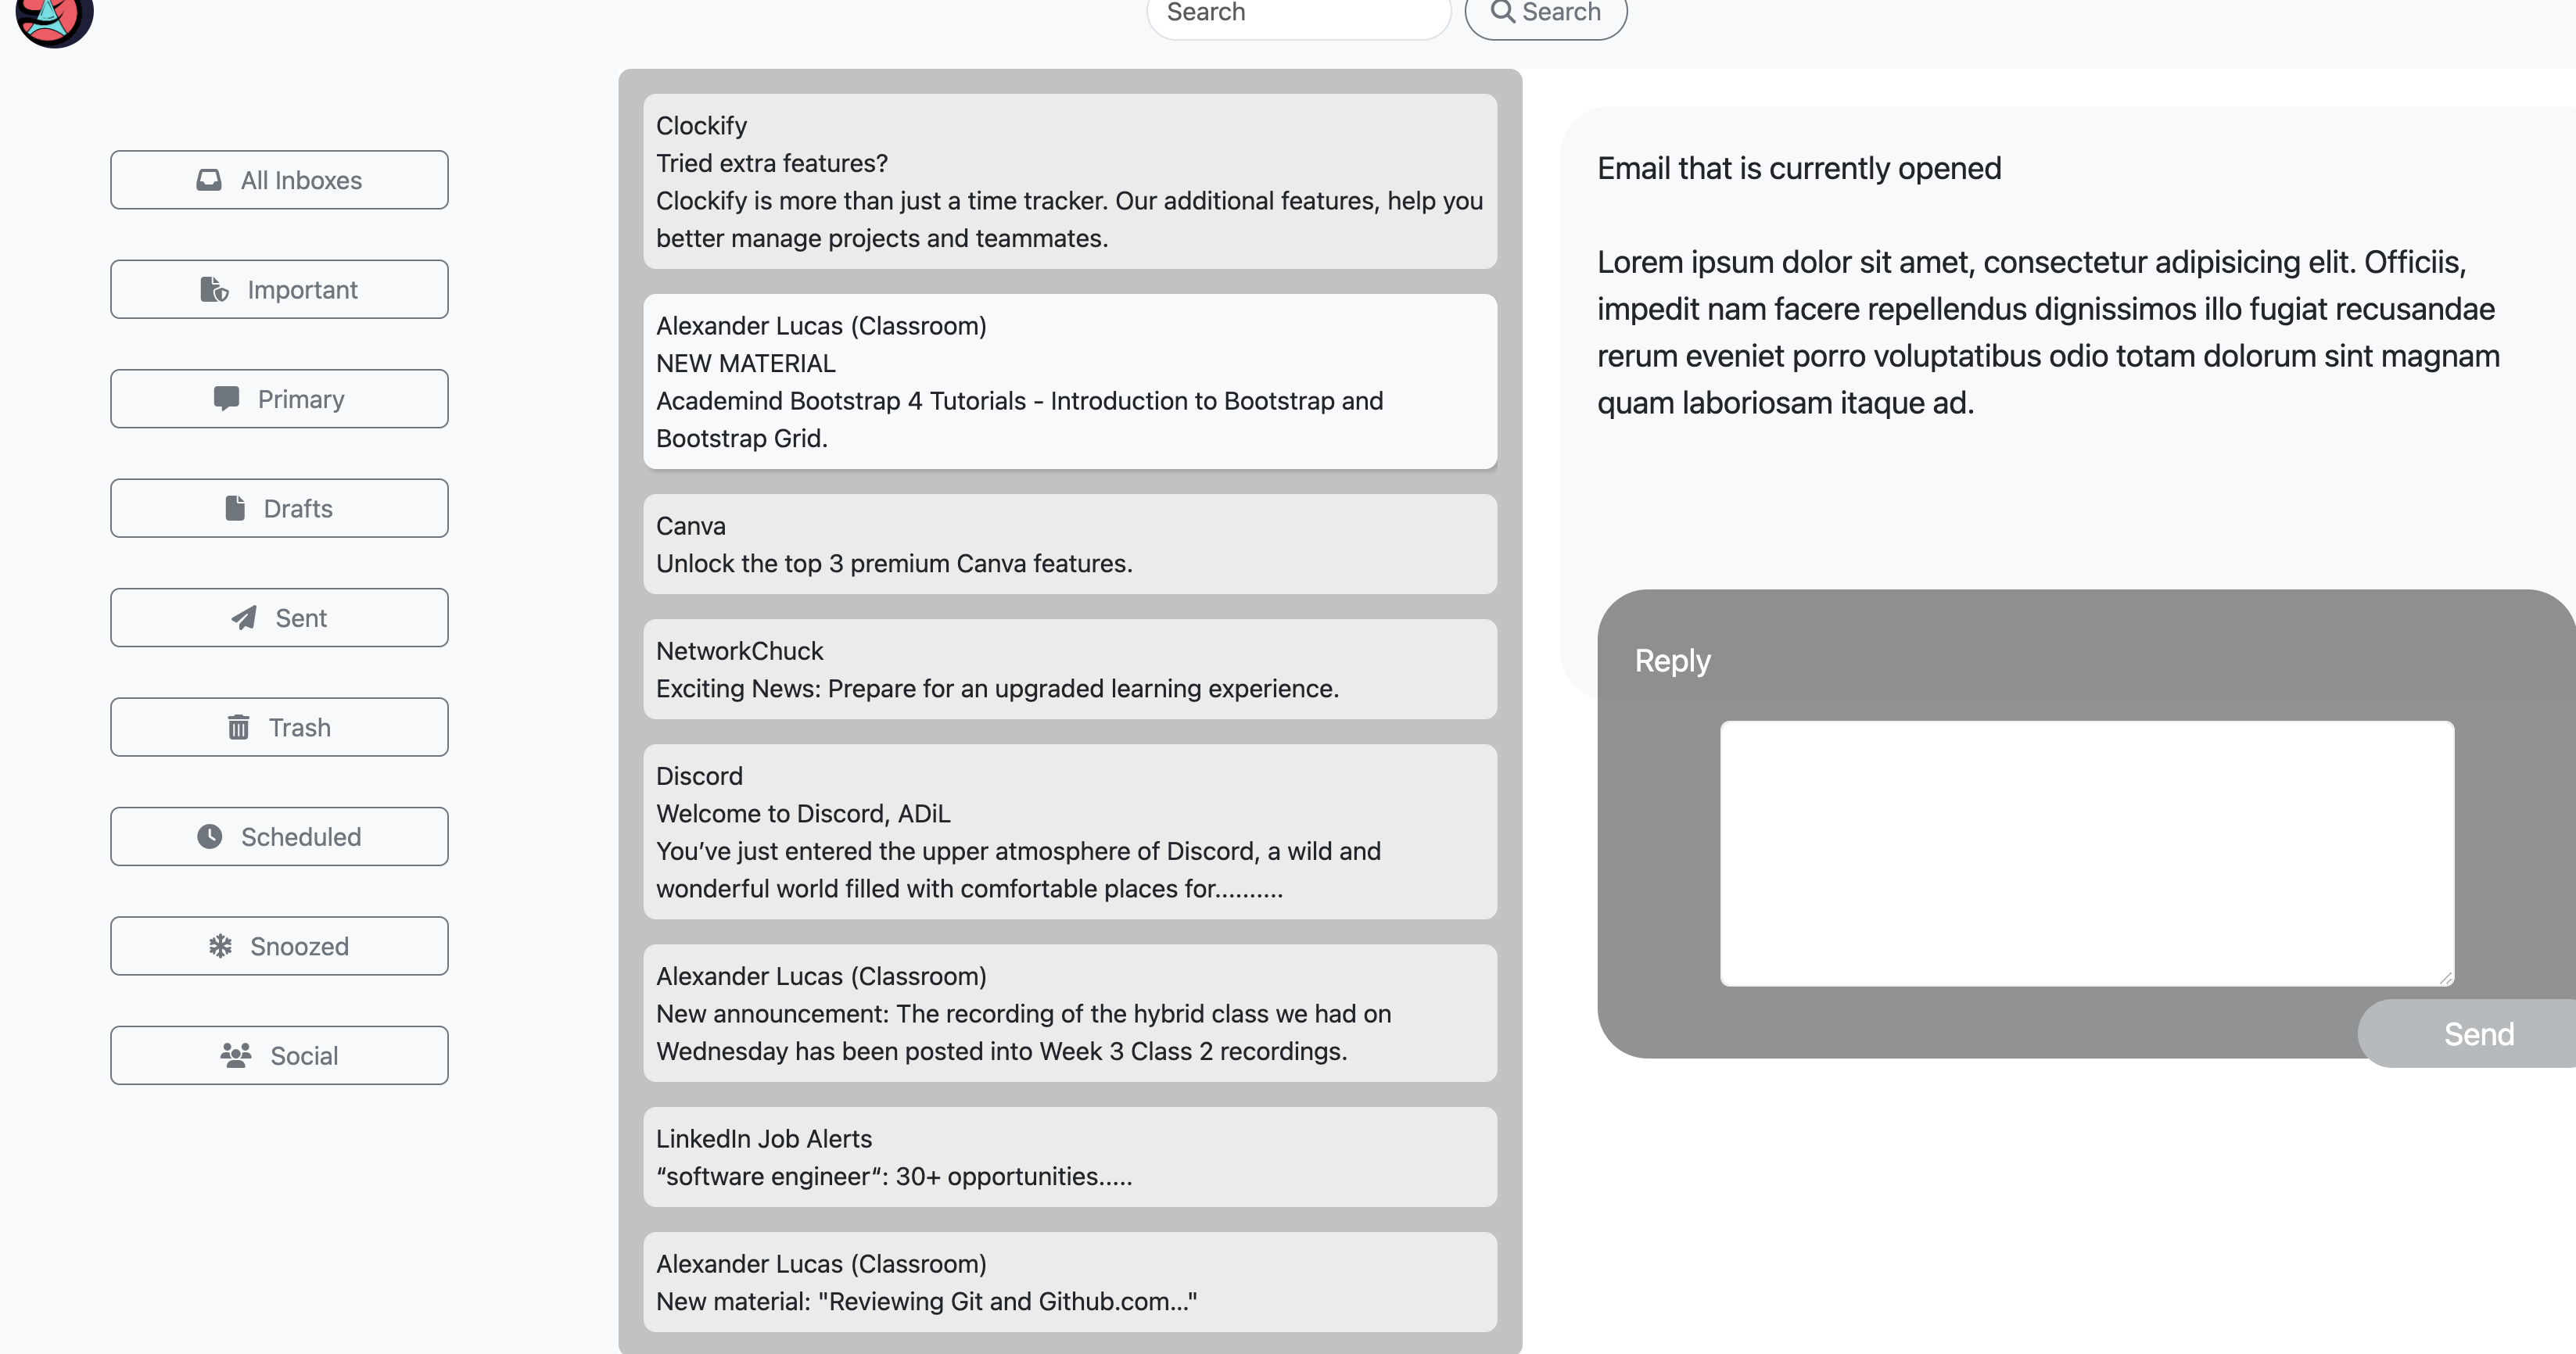 Search
Search
All Inboxes
Important
Primary
Drafts
Sent
Trash
Scheduled
Snoozed
Social
Clockify
Tried extra features?
Clockify is more than just a time tracker. Our additional features, help you
better manage projects and teammates.
Alexander Lucas (Classroom)
NEW MATERIAL
Academind Bootstrap 4 Tutorials - Introduction to Bootstrap and
Bootstrap Grid.
Canva
Unlock the top 3 premium Canva features.
NetworkChuck
Exciting News: Prepare for an upgraded learning experience.
Discord
Welcome to Discord, ADiL
You’ve just entered the upper atmosphere of Discord, a wild and
wonderful world filled with comfortable places for..........
Alexander Lucas (Classroom)
New announcement: The recording of the hybrid class we had on
Wednesday has been posted into Week 3 Class 2 recordings.
LinkedIn Job Alerts
“software engineer“: 30+ opportunities.....
Alexander Lucas (Classroom)
New material: "Reviewing Git and Github.com..."
Email that is currently opened
Lorem ipsum dolor sit amet, consectetur adipisicing elit. Officiis,
impedit nam facere repellendus dignissimos illo fugiat recusandae
rerum eveniet porro voluptatibus odio totam dolorum sint magnam
quam laboriosam itaque ad.
Reply
Send